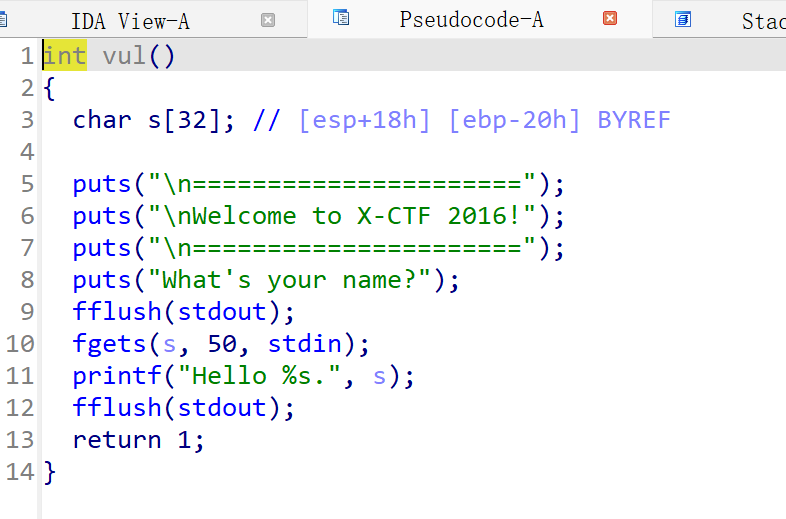 IDA View-A Pseudocode-A Stac
1 int vul()
2 {
3   char s[32]; // [esp+18h] [ebp-20h] BYREF
4
5   puts("\n======================");
6   puts("\nWelcome to X-CTF 2016!");
7   puts("\n======================");
8   puts("What's your name?");
9   fflush(stdout);
10   fgets(s, 50, stdin);
11   printf("Hello %s.", s);
12   fflush(stdout);
13   return 1;
14 }